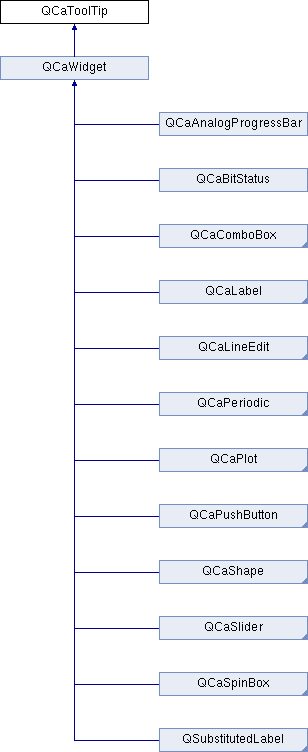 QCaToolTip
QCaWidget
QCaAnalogProgressBar
QCaBitStatus
QCaComboBox
QCaLabel
QCaLineEdit
QCaPeriodic
QCaPlot
QCaPushButton
QCaShape
QCaSlider
QCaSpinBox
QSubstitutedLabel